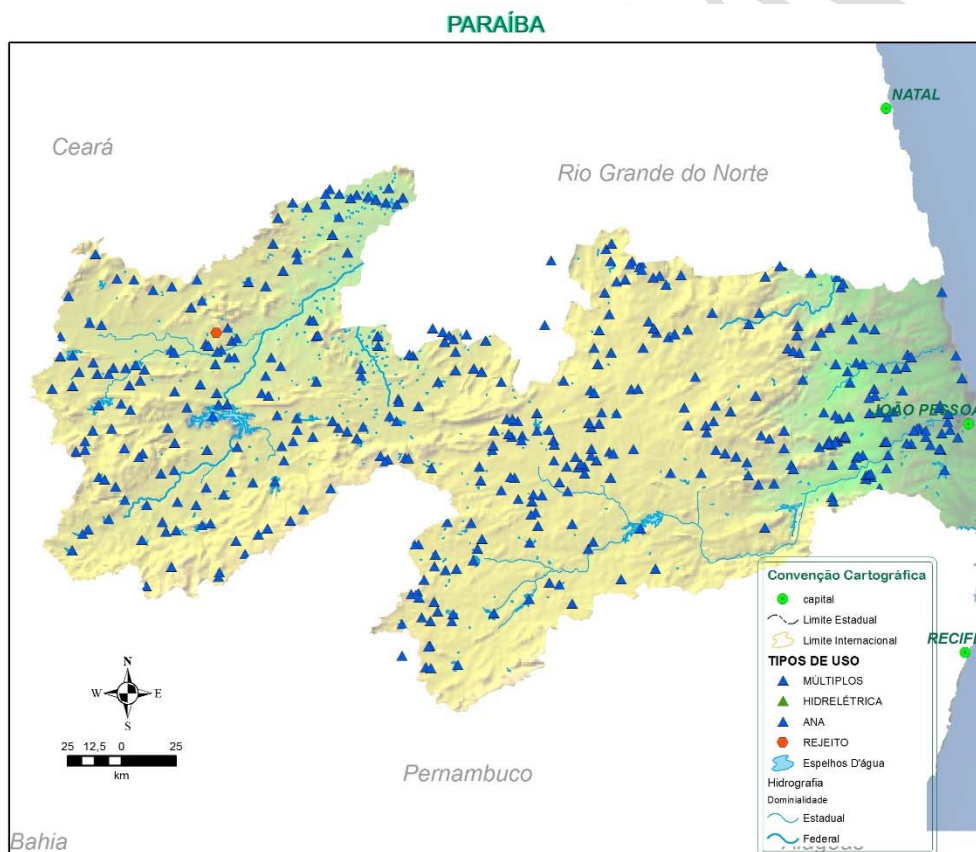 PARAÍBA
NATAL
Ceará
Rio Grande do Norte
JOÃO PESSOA
Convenção Cartográfica
capital
Limite Estadual
Limite Internacional
RECIFE
TIPOS DE USO
MÚLTIPLOS
HIDRELÉTRICA
ANA
REJEITO
Espelhos D'água
Hidrografia
Dominialidade
Estadual
Federal
N
W E
S
25 12,5 0 25
km
Pernambuco
Bahia